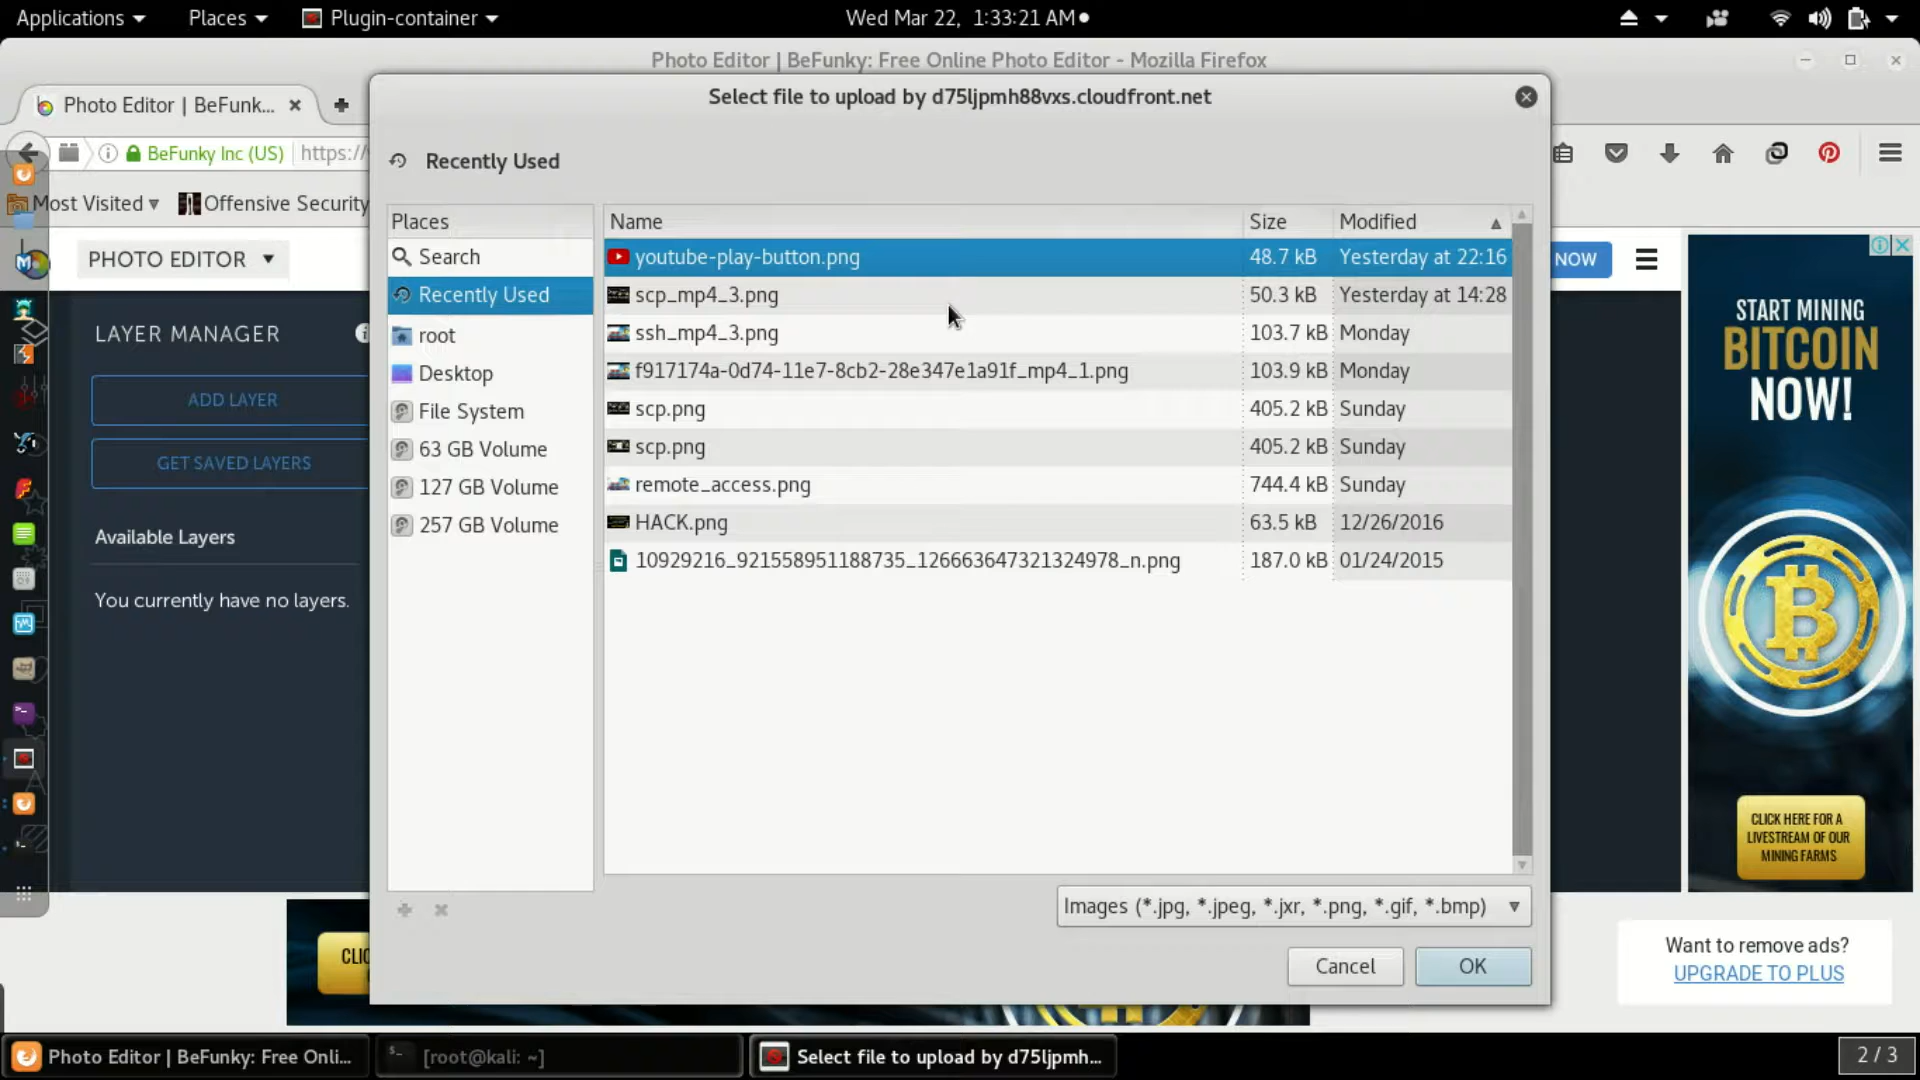 Applications ▾ Places ▾ Plugin-container ▾ Wed Mar 22, 1:33:21 AM
Photo Editor | BeFunky: Free Online Photo Editor - Mozilla Firefox
Photo Editor | BeFunk...
Select file to upload by d75ljpmh88vxs.cloudfront.net
BeFunky Inc (US) https://
Recently Used
Most Visited ▾ Offensive Security
Places
Name Size Modified
Search
Recently Used
root
Desktop
File System
63 GB Volume
127 GB Volume
257 GB Volume
youtube-play-button.png 48.7 kB Yesterday at 22:16
scp_mp4_3.png 50.3 kB Yesterday at 14:28
ssh_mp4_3.png 103.7 kB Monday
f917174a-0d74-11e7-8cb2-28e347e1a91f_mp4_1.png 103.9 kB Monday
scp.png 405.2 kB Sunday
scp.png 405.2 kB Sunday
remote_access.png 744.4 kB Sunday
HACK.png 63.5 kB 12/26/2016
10929216_921558951188735_126663647321324978_n.png 187.0 kB 01/24/2015
Images (*.jpg, *.jpeg, *.jxr, *.png, *.gif, *.bmp)
Cancel OK
PHOTO EDITOR ▼
NOW
LAYER MANAGER
ADD LAYER
GET SAVED LAYERS
Available Layers
You currently have no layers.
START MINING
BITCOIN
NOW!
CLICK HERE FOR A
LIVESTREAM OF OUR
MINING FARMS
Want to remove ads?
UPGRADE TO PLUS
Photo Editor | BeFunky: Free Onli... [root@kali: ~] Select file to upload by d75ljpmh... 2 / 3